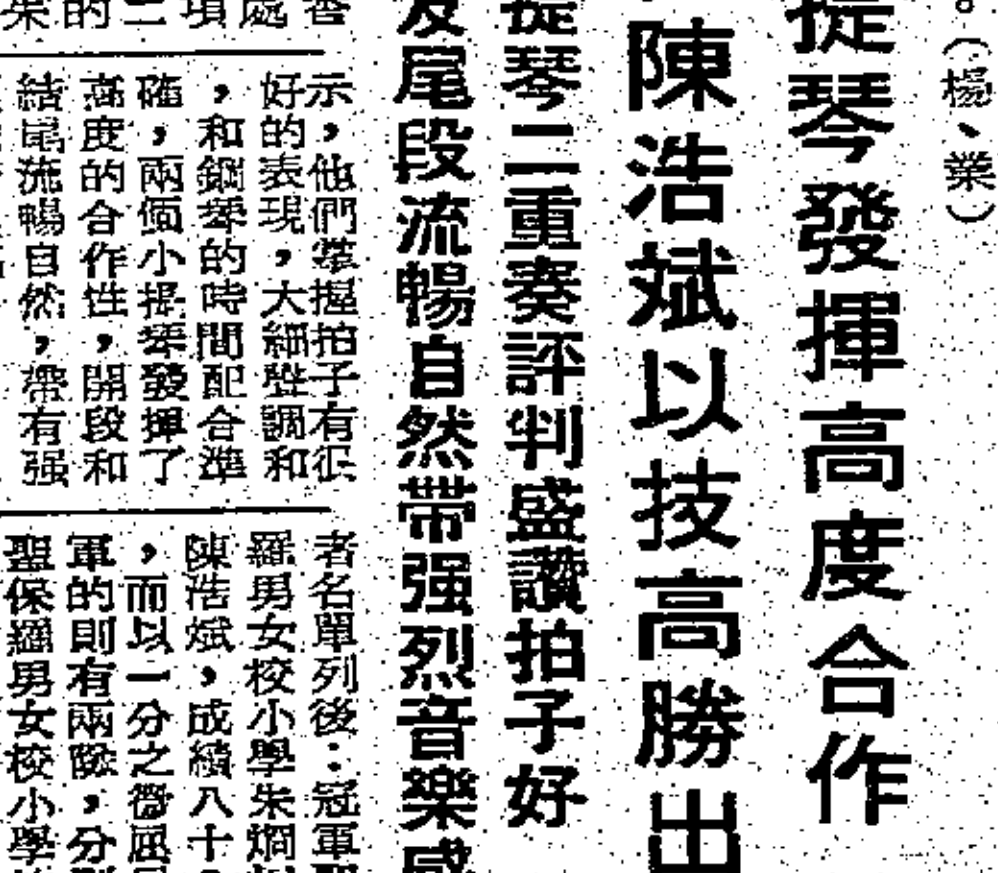 。(楊、業)
提琴發揮高度合作
陳浩斌以技高勝出
提琴二重奏評判盛讚拍子好
及尾段流暢自然帶强烈音樂感
示，他們掌握拍子有很
好的表現，大細聲調和
，和鋼琴的時間配合準
確，兩個小提琴發揮了
高度的合作性，開段和
結尾流暢自然，帶有强
者名單列後：冠軍
羅男女校小學朱烱
陳浩斌，成績八十
，而以一分之微屈
軍的則有兩隊，分
聖保羅男女校小學